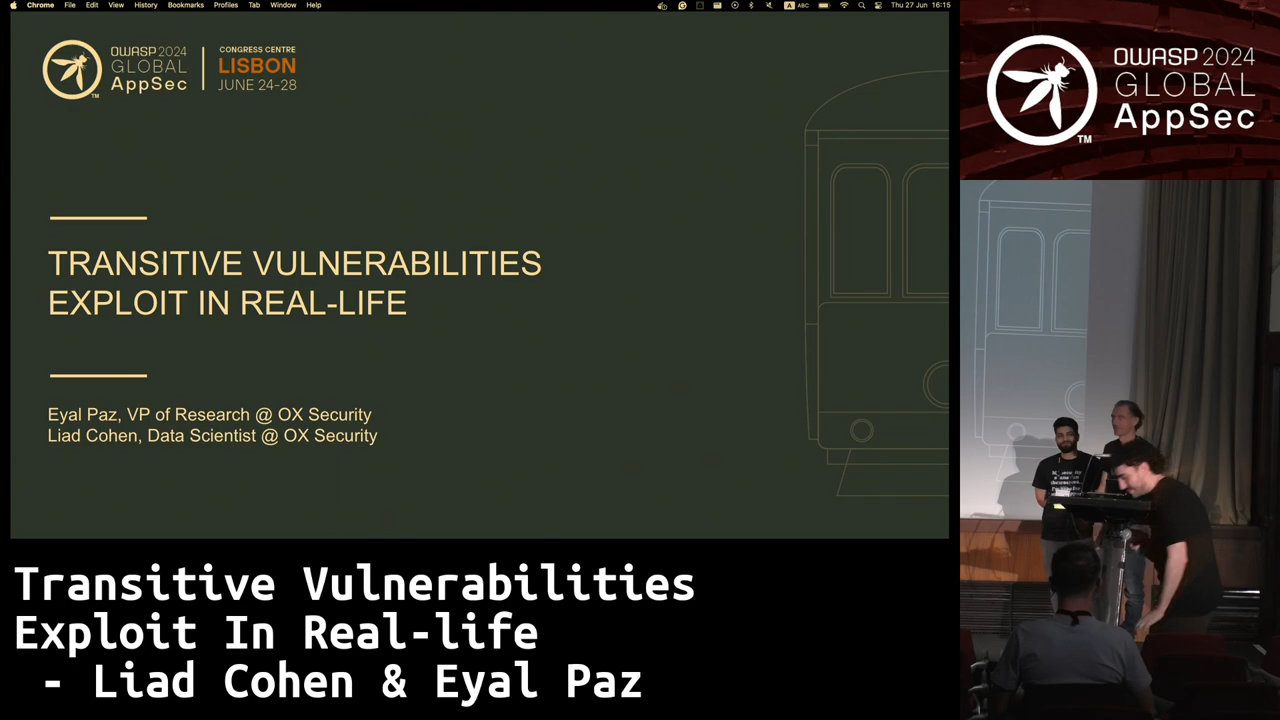 Chrome File Edit View History Bookmarks Profiles Tab Window Help
ABC
Thu 27 Jun 16:15
OWASP 2024
GLOBAL
AppSec
TM
CONGRESS CENTRE
LISBON
JUNE 24-28
TRANSITIVE VULNERABILITIES
EXPLOIT IN REAL-LIFE
Eyal Paz, VP of Research @ OX Security
Liad Cohen, Data Scientist @ OX Security
OWASP 2024
GLOBAL
AppSec
TM
Transitive Vulnerabilities
Exploit In Real-life
- Liad Cohen & Eyal Paz